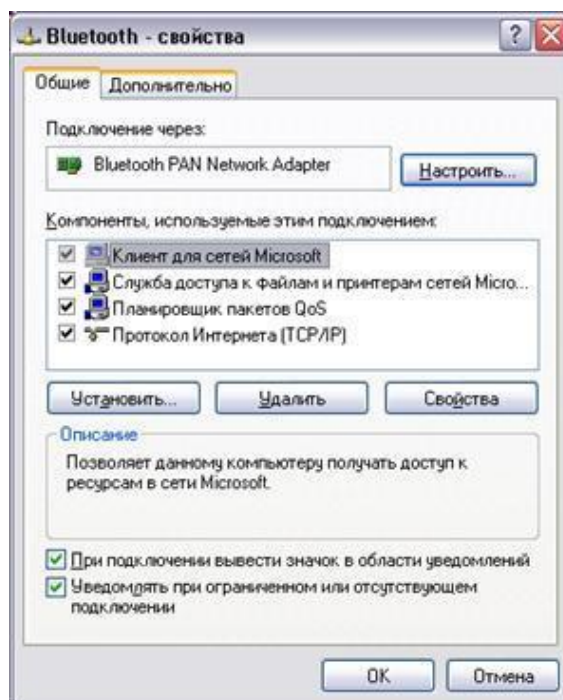 Bluetooth - свойства
Общие Дополнительно
Подключение через:
Bluetooth PAN Network Adapter Настроить...
Компоненты, используемые этим подключением:
Клиент для сетей Microsoft
Служба доступа к файлам и принтерам сетей Micro...
Планировщик пакетов QoS
Протокол Интернета (TCP/IP)
Установить... Удалить Свойства
Описание
Позволяет данному компьютеру получать доступ к
ресурсам в сети Microsoft.
При подключении вывести значок в области уведомлений
Уведомлять при ограниченном или отсутствующем
подключении
OK Отмена